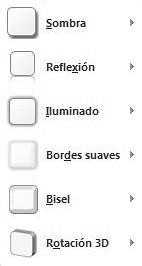 Sombra
Reflexión
Iluminado
Bordes suaves
Bisel
Rotación 3D